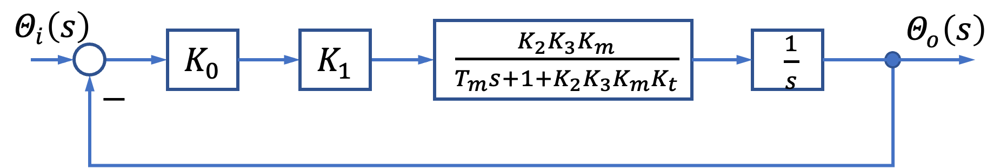 Θᵢ(s)
K₀
K₁
K₂K₃Kₘ
Tₘs+1+K₂K₃KₘKₜ
1
s
Θₒ(s)
−